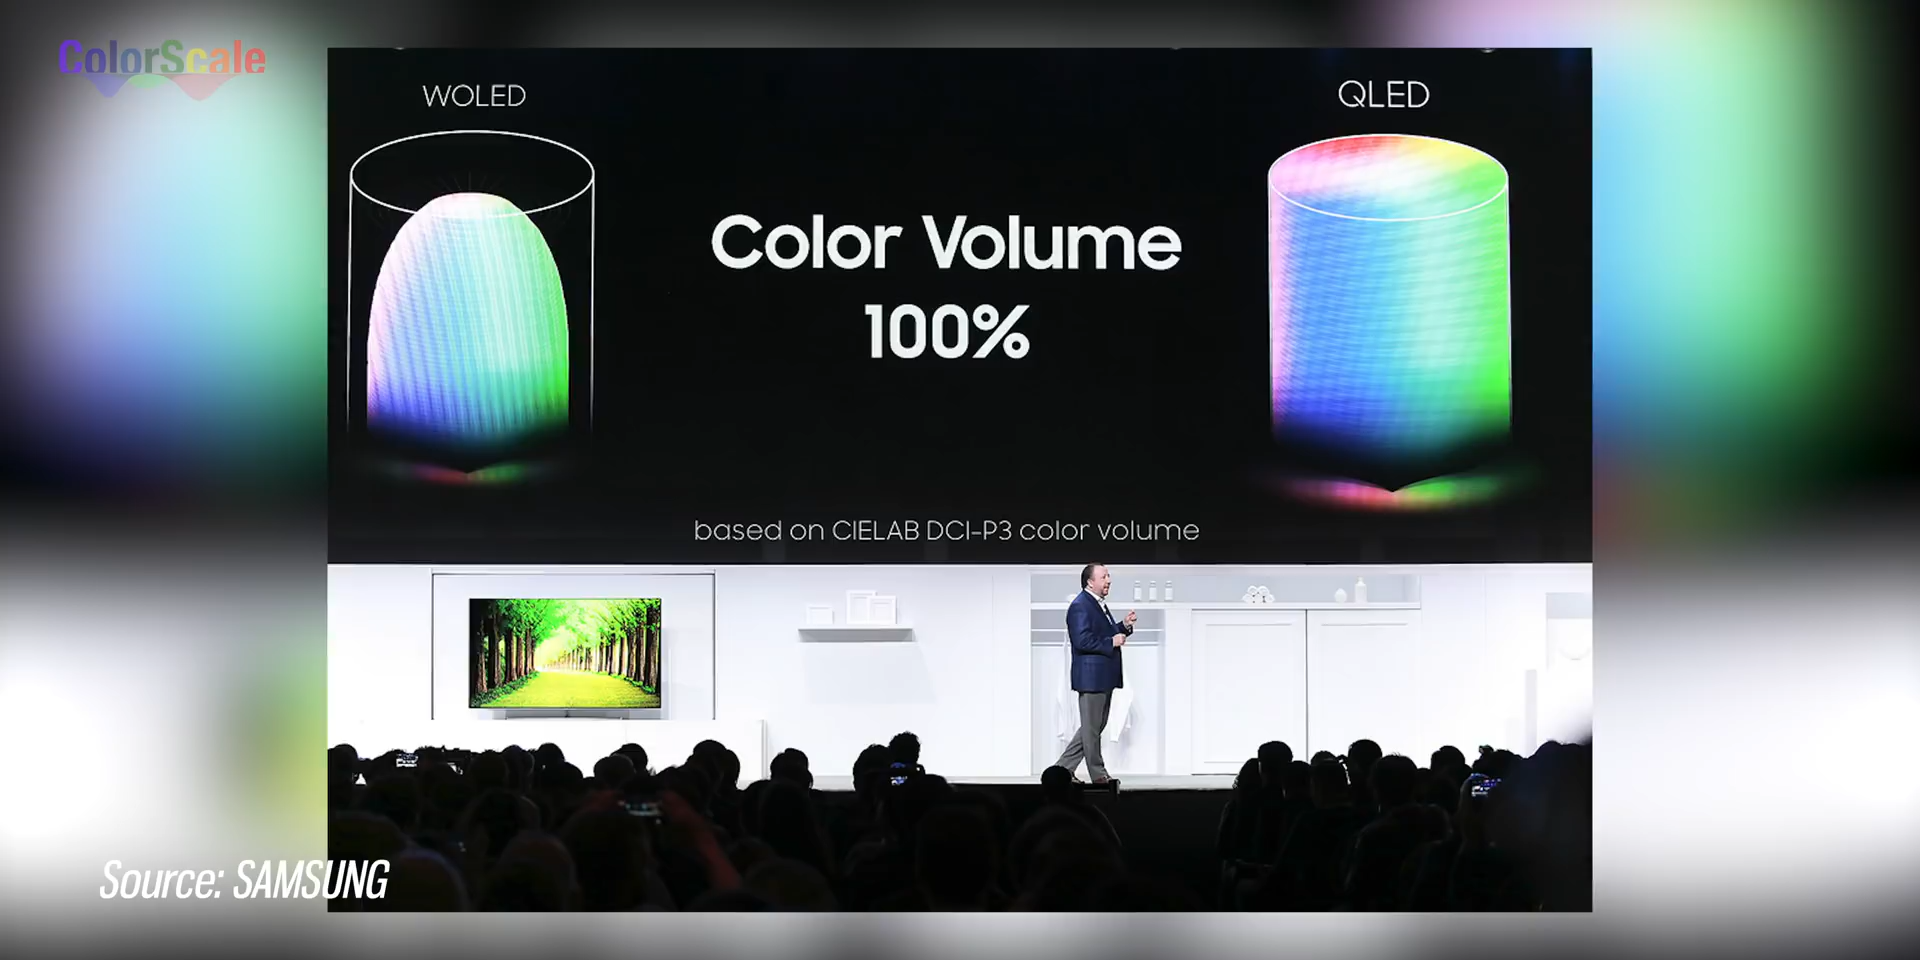 ColorScale
WOLED
QLED
Color Volume
100%
based on CIELAB DCI-P3 color volume
Source: SAMSUNG